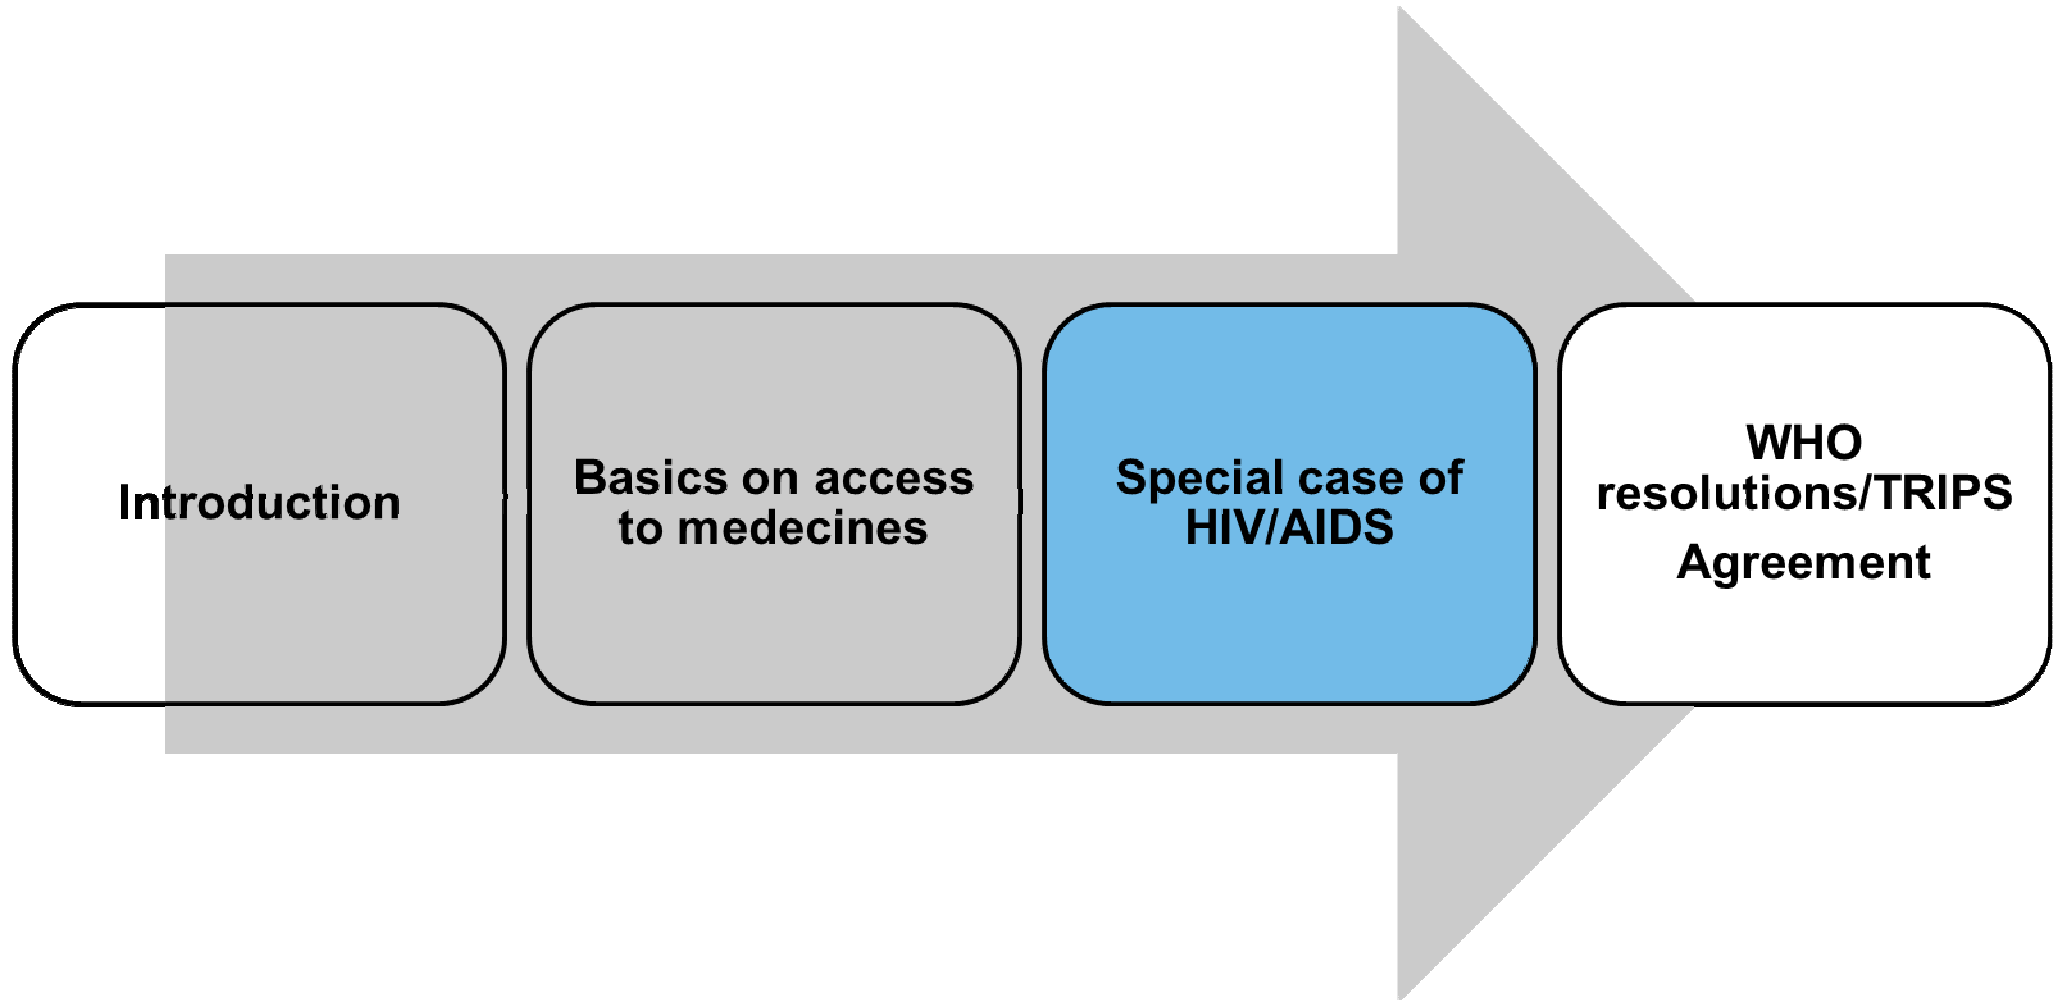 Introduction
Basics on access
to medecines
Special case of
HIV/AIDS
WHO
resolutions/TRIPS
Agreement